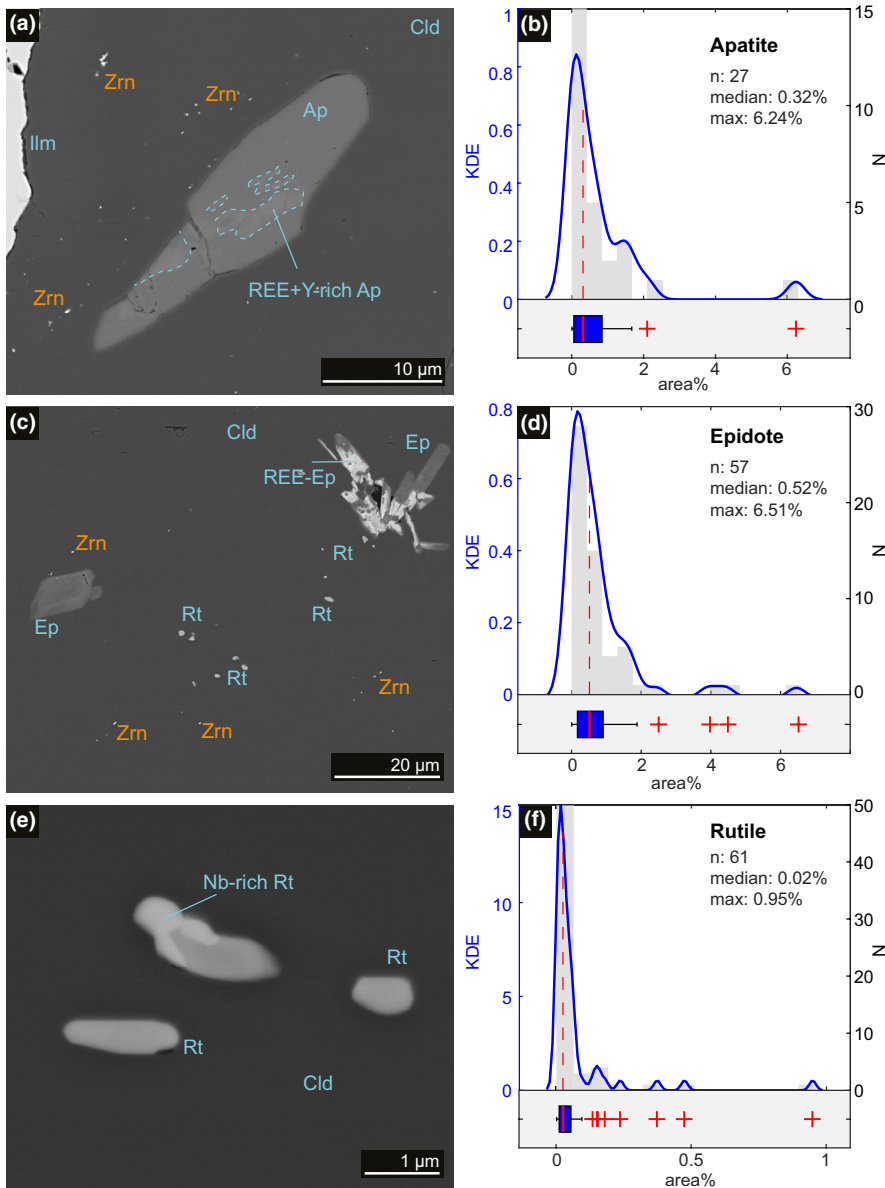 (a)
Cld
Zrn
Zrn
Ap
Ilm
Zrn
REE+Y-rich Ap
10 µm
(b)
Apatite
n: 27
median: 0.32%
max: 6.24%
KDE
N
1
0.8
0.6
0.4
0.2
0
15
10
5
0
0
2
4
6
area%
(c)
Cld
Ep
REE-Ep
Zrn
Rt
Ep
Rt
Rt
Rt
Zrn
Zrn
Zrn
20 µm
(d)
Epidote
n: 57
median: 0.52%
max: 6.51%
KDE
N
0.8
0.6
0.4
0.2
0
30
20
10
0
0
2
4
6
area%
(e)
Nb-rich Rt
Rt
Rt
Cld
1 µm
(f)
Rutile
n: 61
median: 0.02%
max: 0.95%
KDE
N
15
10
5
0
50
40
30
20
10
0
0
0.5
1
area%